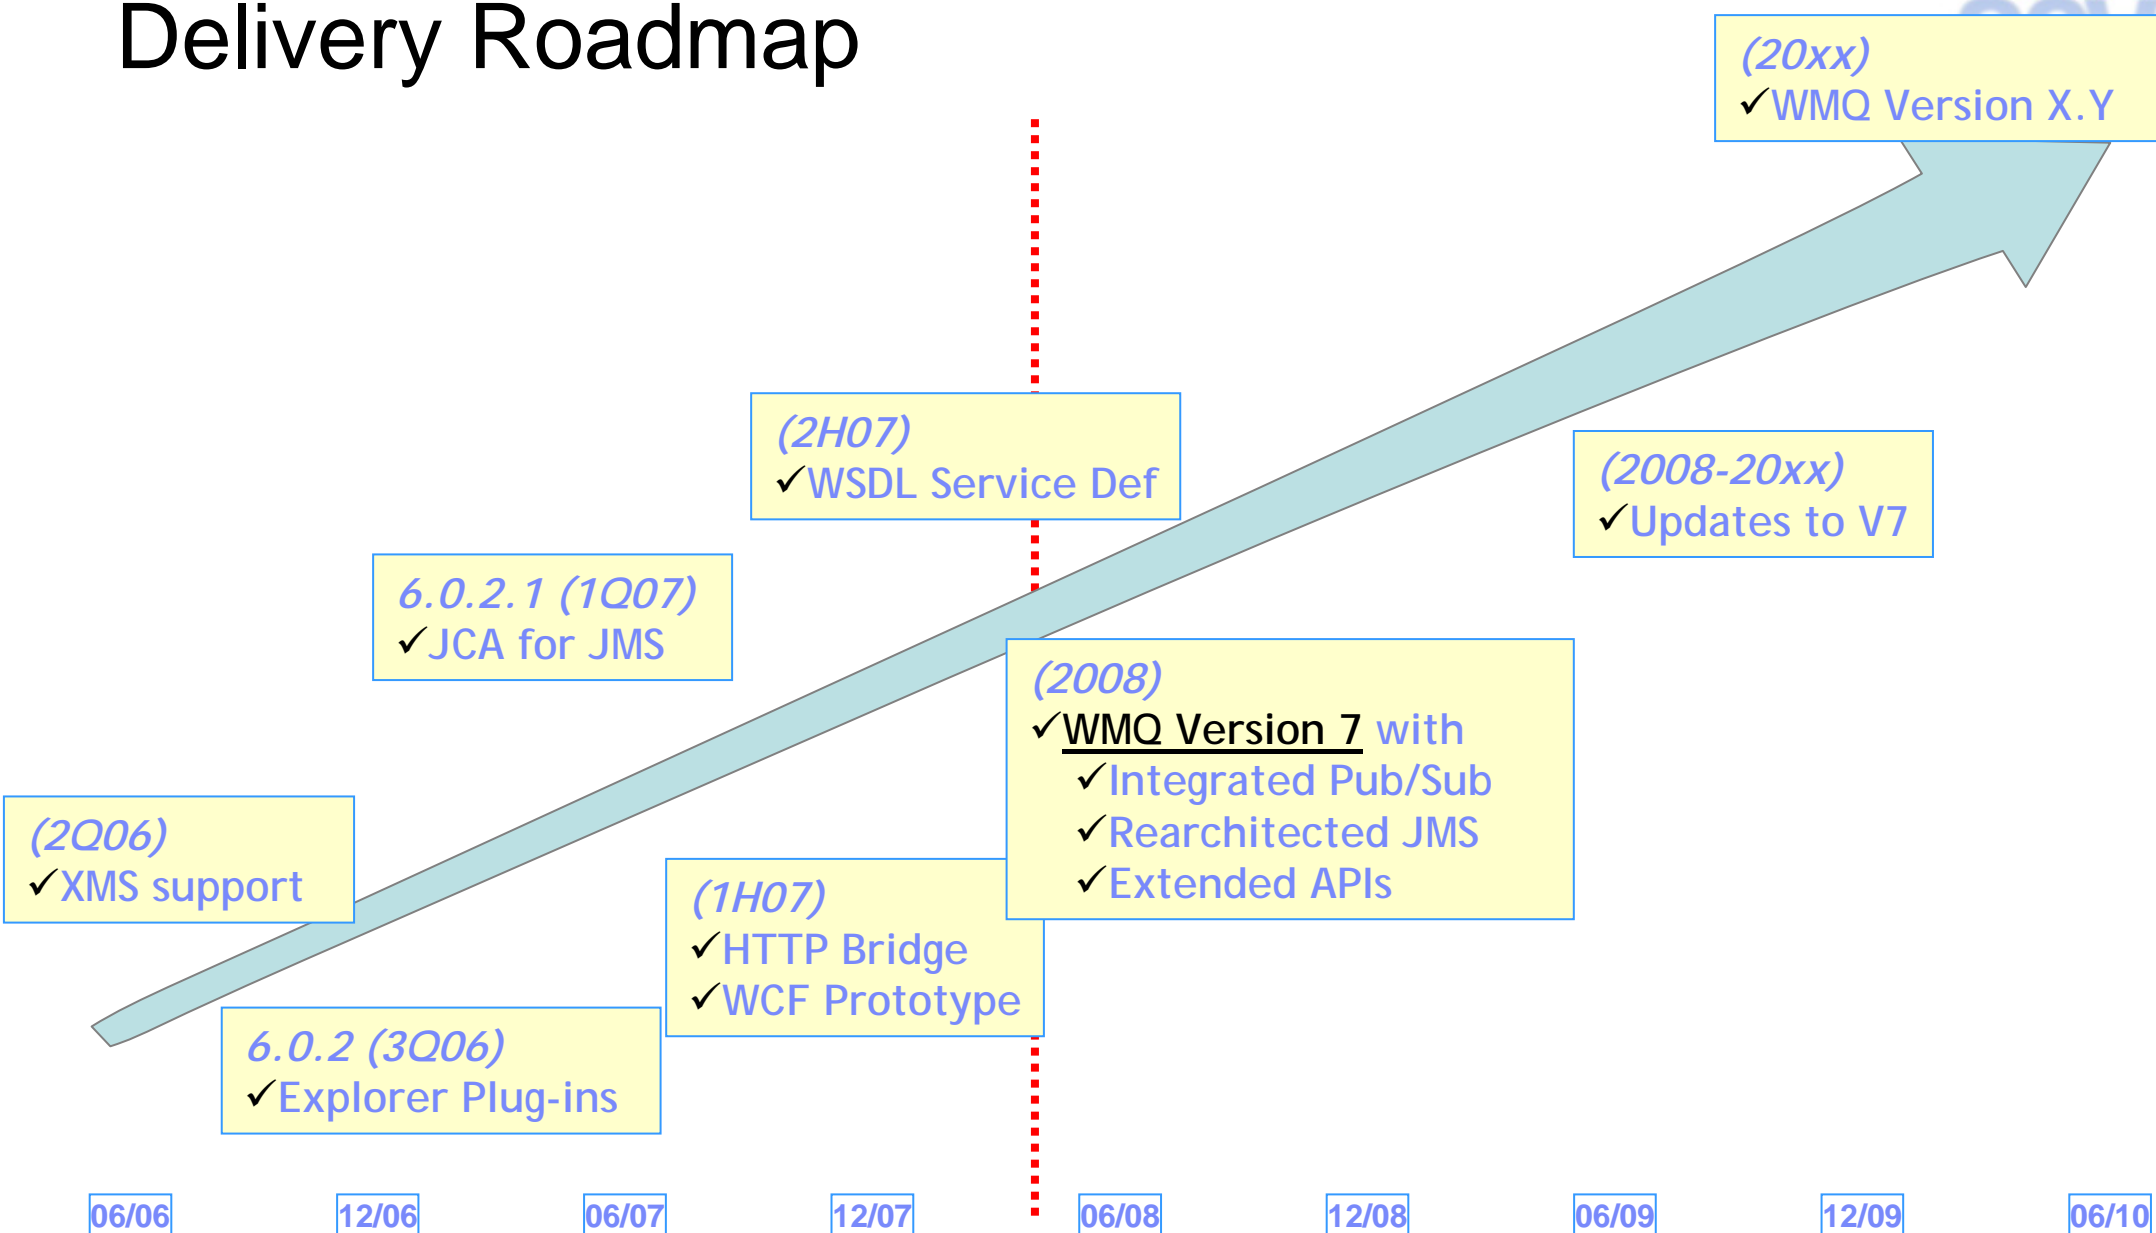 Delivery Roadmap
(20xx)
✓WMQ Version X.Y
(2H07)
✓WSDL Service Def
(2008-20xx)
✓Updates to V7
6.0.2.1 (1Q07)
✓JCA for JMS
(2008)
✓WMQ Version 7 with
✓Integrated Pub/Sub
✓Rearchitected JMS
✓Extended APIs
(2Q06)
✓XMS support
(1H07)
✓HTTP Bridge
✓WCF Prototype
6.0.2 (3Q06)
✓Explorer Plug-ins
06/06 12/06 06/07 12/07 06/08 12/08 06/09 12/09 06/10